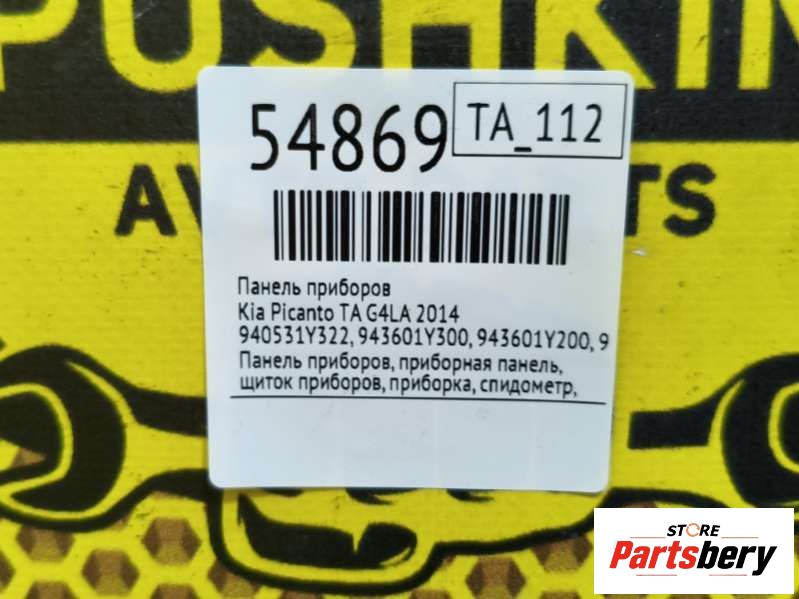 PUSHKIN
54869
TA_112
AV
TS
Панель приборов
Kia Picanto TA G4LA 2014
940531Y322, 943601Y300, 943601Y200, 9
Панель приборов, приборная панель,
щиток приборов, приборка, спидометр,
STORE
Partsbery